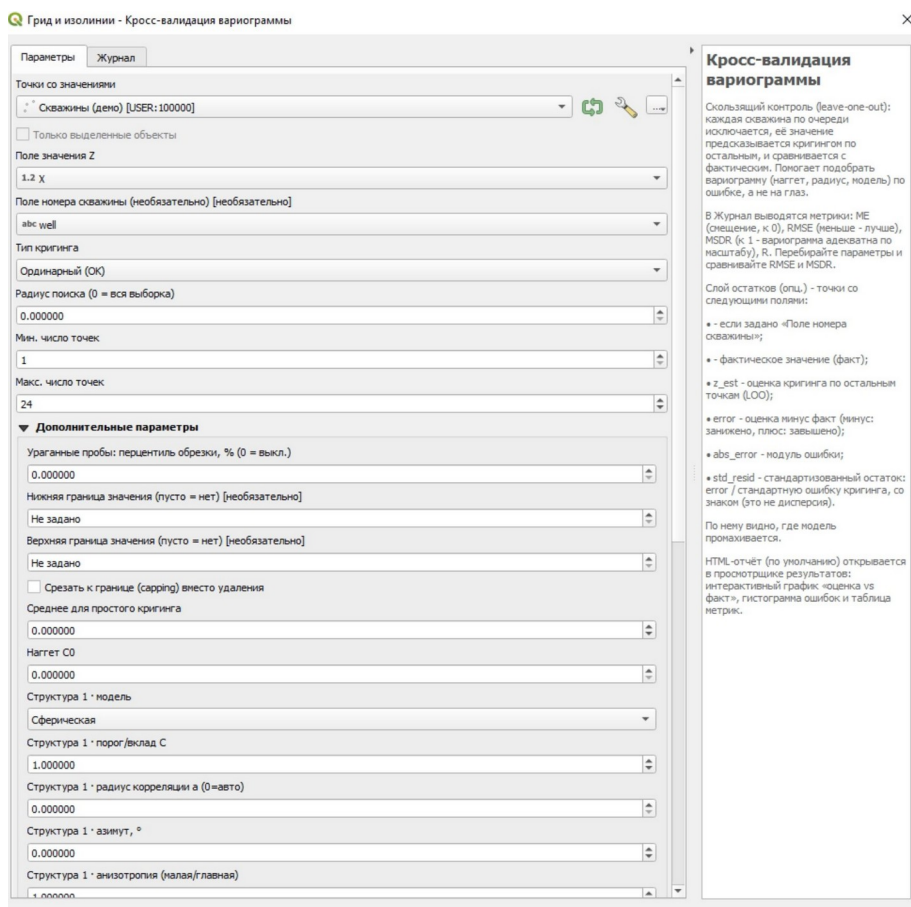 Грид и изолинии - Кросс-валидация вариограммы
Параметры
Журнал
Точки со значениями
Скважины (демо) [USER:100000]
Только выделенные объекты
Поле значения Z
1.2 X
Поле номера скважины (необязательно) [необязательно]
abc well
Тип кригинга
Ординарный (OK)
Радиус поиска (0 = вся выборка)
0.000000
Мин. число точек
1
Макс. число точек
24
Дополнительные параметры
Ураганные пробы: перцентиль обрезки, % (0 = выкл.)
0.000000
Нижняя граница значения (пусто = нет) [необязательно]
Не задано
Верхняя граница значения (пусто = нет) [необязательно]
Не задано
Срезать к границе (capping) вместо удаления
Среднее для простого кригинга
0.000000
Наггет C0
0.000000
Структура 1 · модель
Сферическая
Структура 1 · порог/вклад C
1.000000
Структура 1 · радиус корреляции a (0=авто)
0.000000
Структура 1 · азимут, °
0.000000
Структура 1 · анизотропия (малая/главная)
1.000000
Кросс-валидация
вариограммы
Скользящий контроль (leave-one-out):
каждая скважина по очереди
исключается, её значение
предсказывается кригингом по
остальным, и сравнивается с
фактическим. Помогает подобрать
вариограмму (наггет, радиус, модель) по
ошибке, а не на глаз.
В Журнал выводятся метрики: ME
(смещение, к 0), RMSE (меньше - лучше),
MSDR (к 1 - вариограмма адекватна по
масштабу), R. Перебирайте параметры и
сравнивайте RMSE и MSDR.
Слой остатков (опц.) - точки со
следующими полями:
• - если задано «Поле номера
скважины»;
• - фактическое значение (факт);
• z_est - оценка кригинга по остальным
точкам (LOO);
• error - оценка минус факт (минус:
занижено, плюс: завышено);
• abs_error - модуль ошибки;
• std_resid - стандартизованный остаток:
error / стандартную ошибку кригинга, со
знаком (это не дисперсия).
По нему видно, где модель
промахивается.
HTML-отчёт (по умолчанию) открывается
в просмотрщике результатов:
интерактивный график «оценка vs
факт», гистограмма ошибок и таблица
метрик.